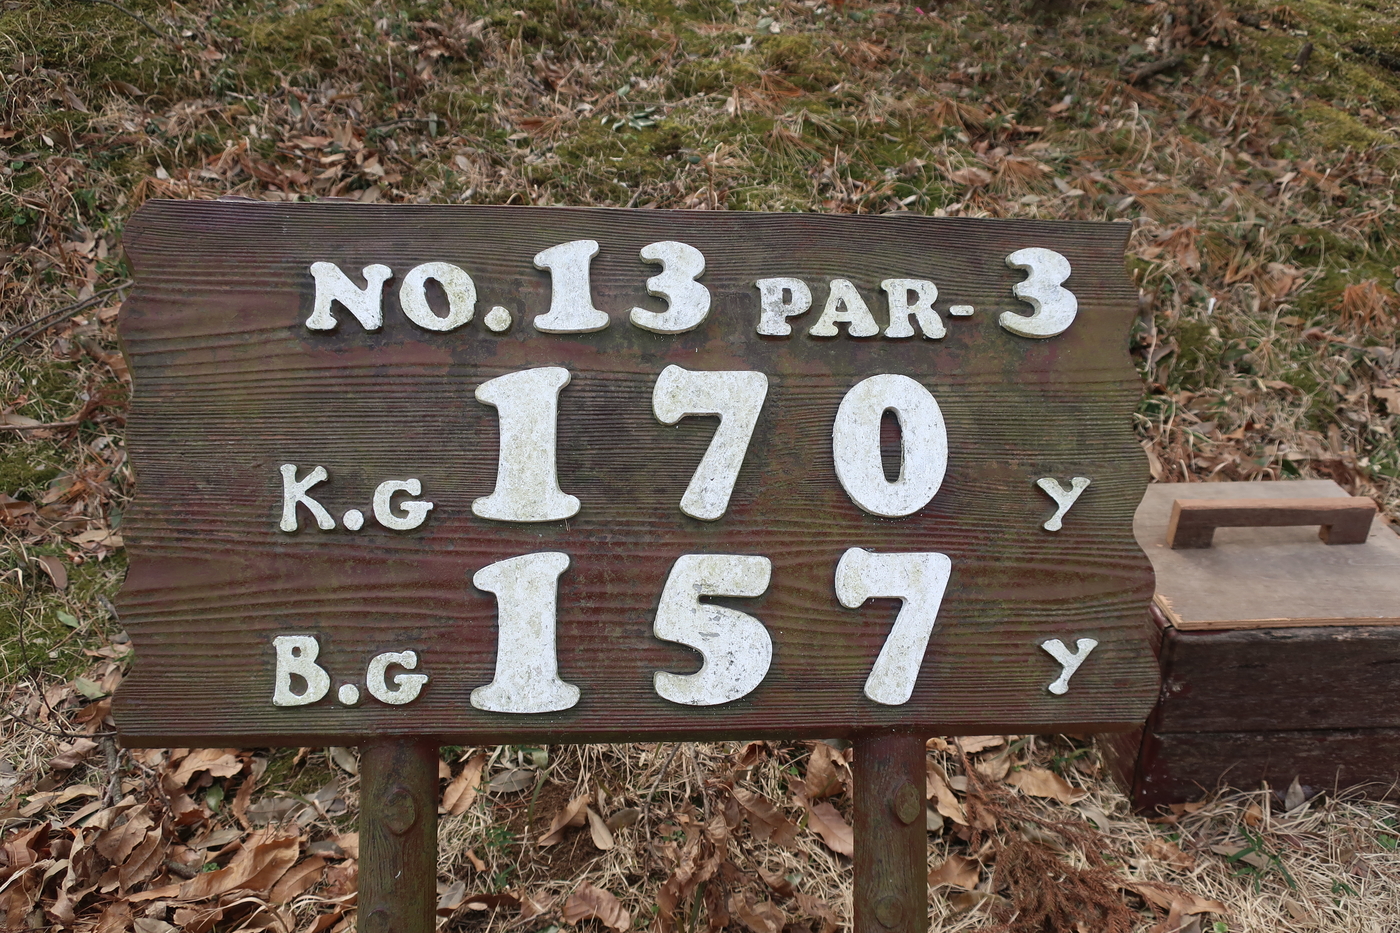 NO.13 PAR-3
K.G 170 Y
B.G 157 Y